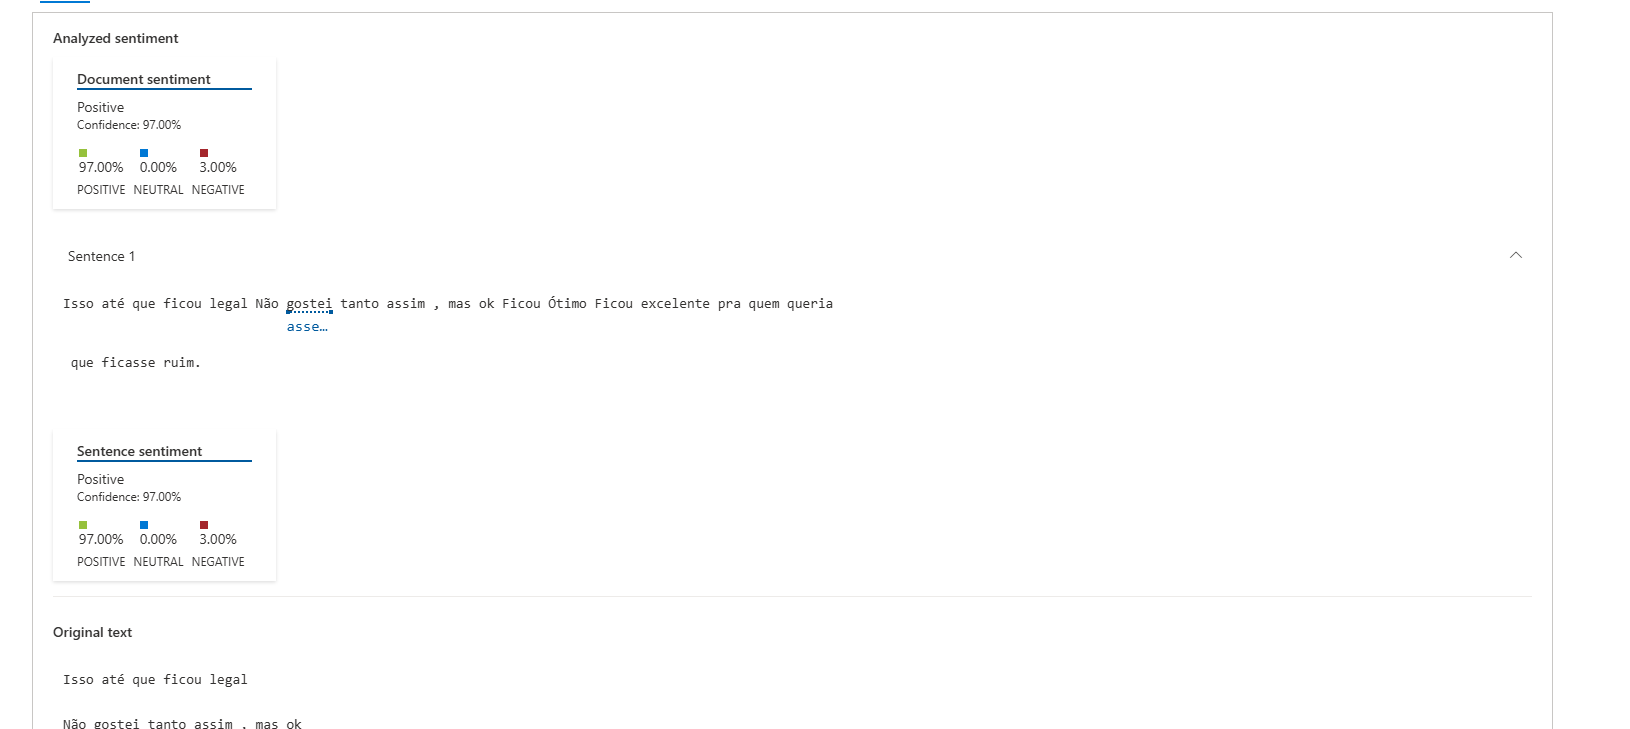 Analyzed sentiment
Document sentiment
Positive
Confidence: 97.00%
97.00% 0.00% 3.00%
POSITIVE NEUTRAL NEGATIVE
Sentence 1
Isso até que ficou legal Não gostei tanto assim , mas ok Ficou Ótimo Ficou excelente pra quem queria
asse…
que ficasse ruim.
Sentence sentiment
Positive
Confidence: 97.00%
97.00% 0.00% 3.00%
POSITIVE NEUTRAL NEGATIVE
Original text
Isso até que ficou legal
Não gostei tanto assim , mas ok